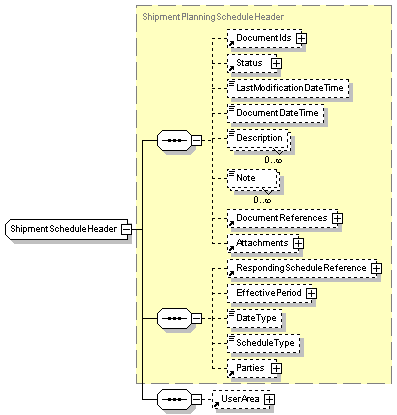 ShipmentPlanningScheduleHeader
DocumentIds
Status
LastModificationDateTime
DocumentDateTime
Description
0..∞
Note
0..∞
DocumentReferences
Attachments
ShipmentScheduleHeader
RespondingScheduleReference
EffectivePeriod
DateType
ScheduleType
Parties
UserArea